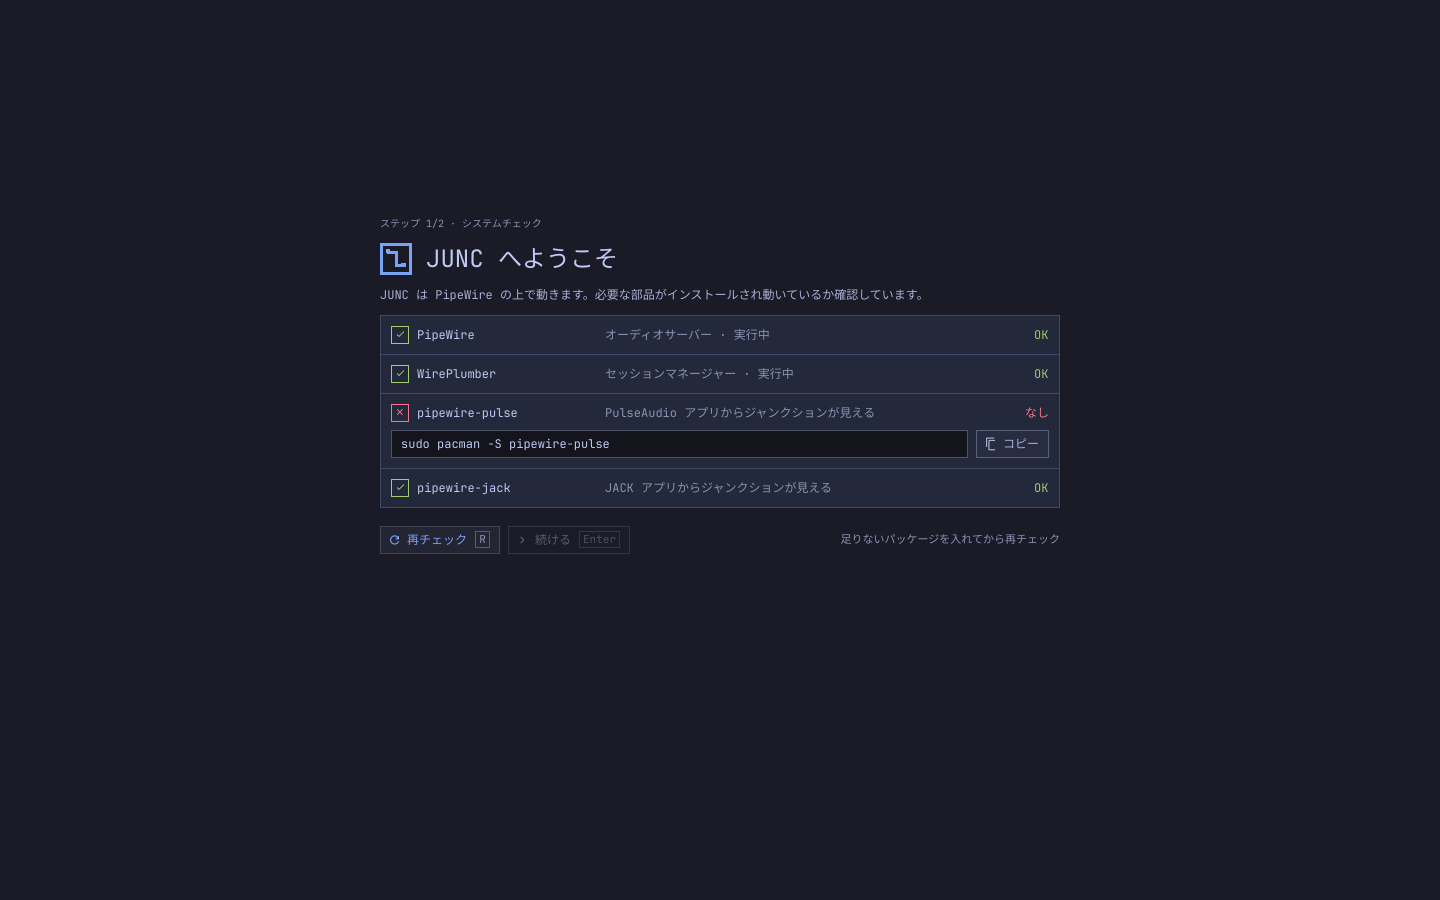 ステップ 1/2 · システムチェック
JUNC へようこそ
JUNC は PipeWire の上で動きます。必要な部品がインストールされ動いているか確認しています。
PipeWire オーディオサーバー · 実行中 OK
WirePlumber セッションマネージャー · 実行中 OK
pipewire-pulse PulseAudio アプリからジャンクションが見える なし
sudo pacman -S pipewire-pulse コピー
pipewire-jack JACK アプリからジャンクションが見える OK
再チェック R 続ける Enter 足りないパッケージを入れてから再チェック